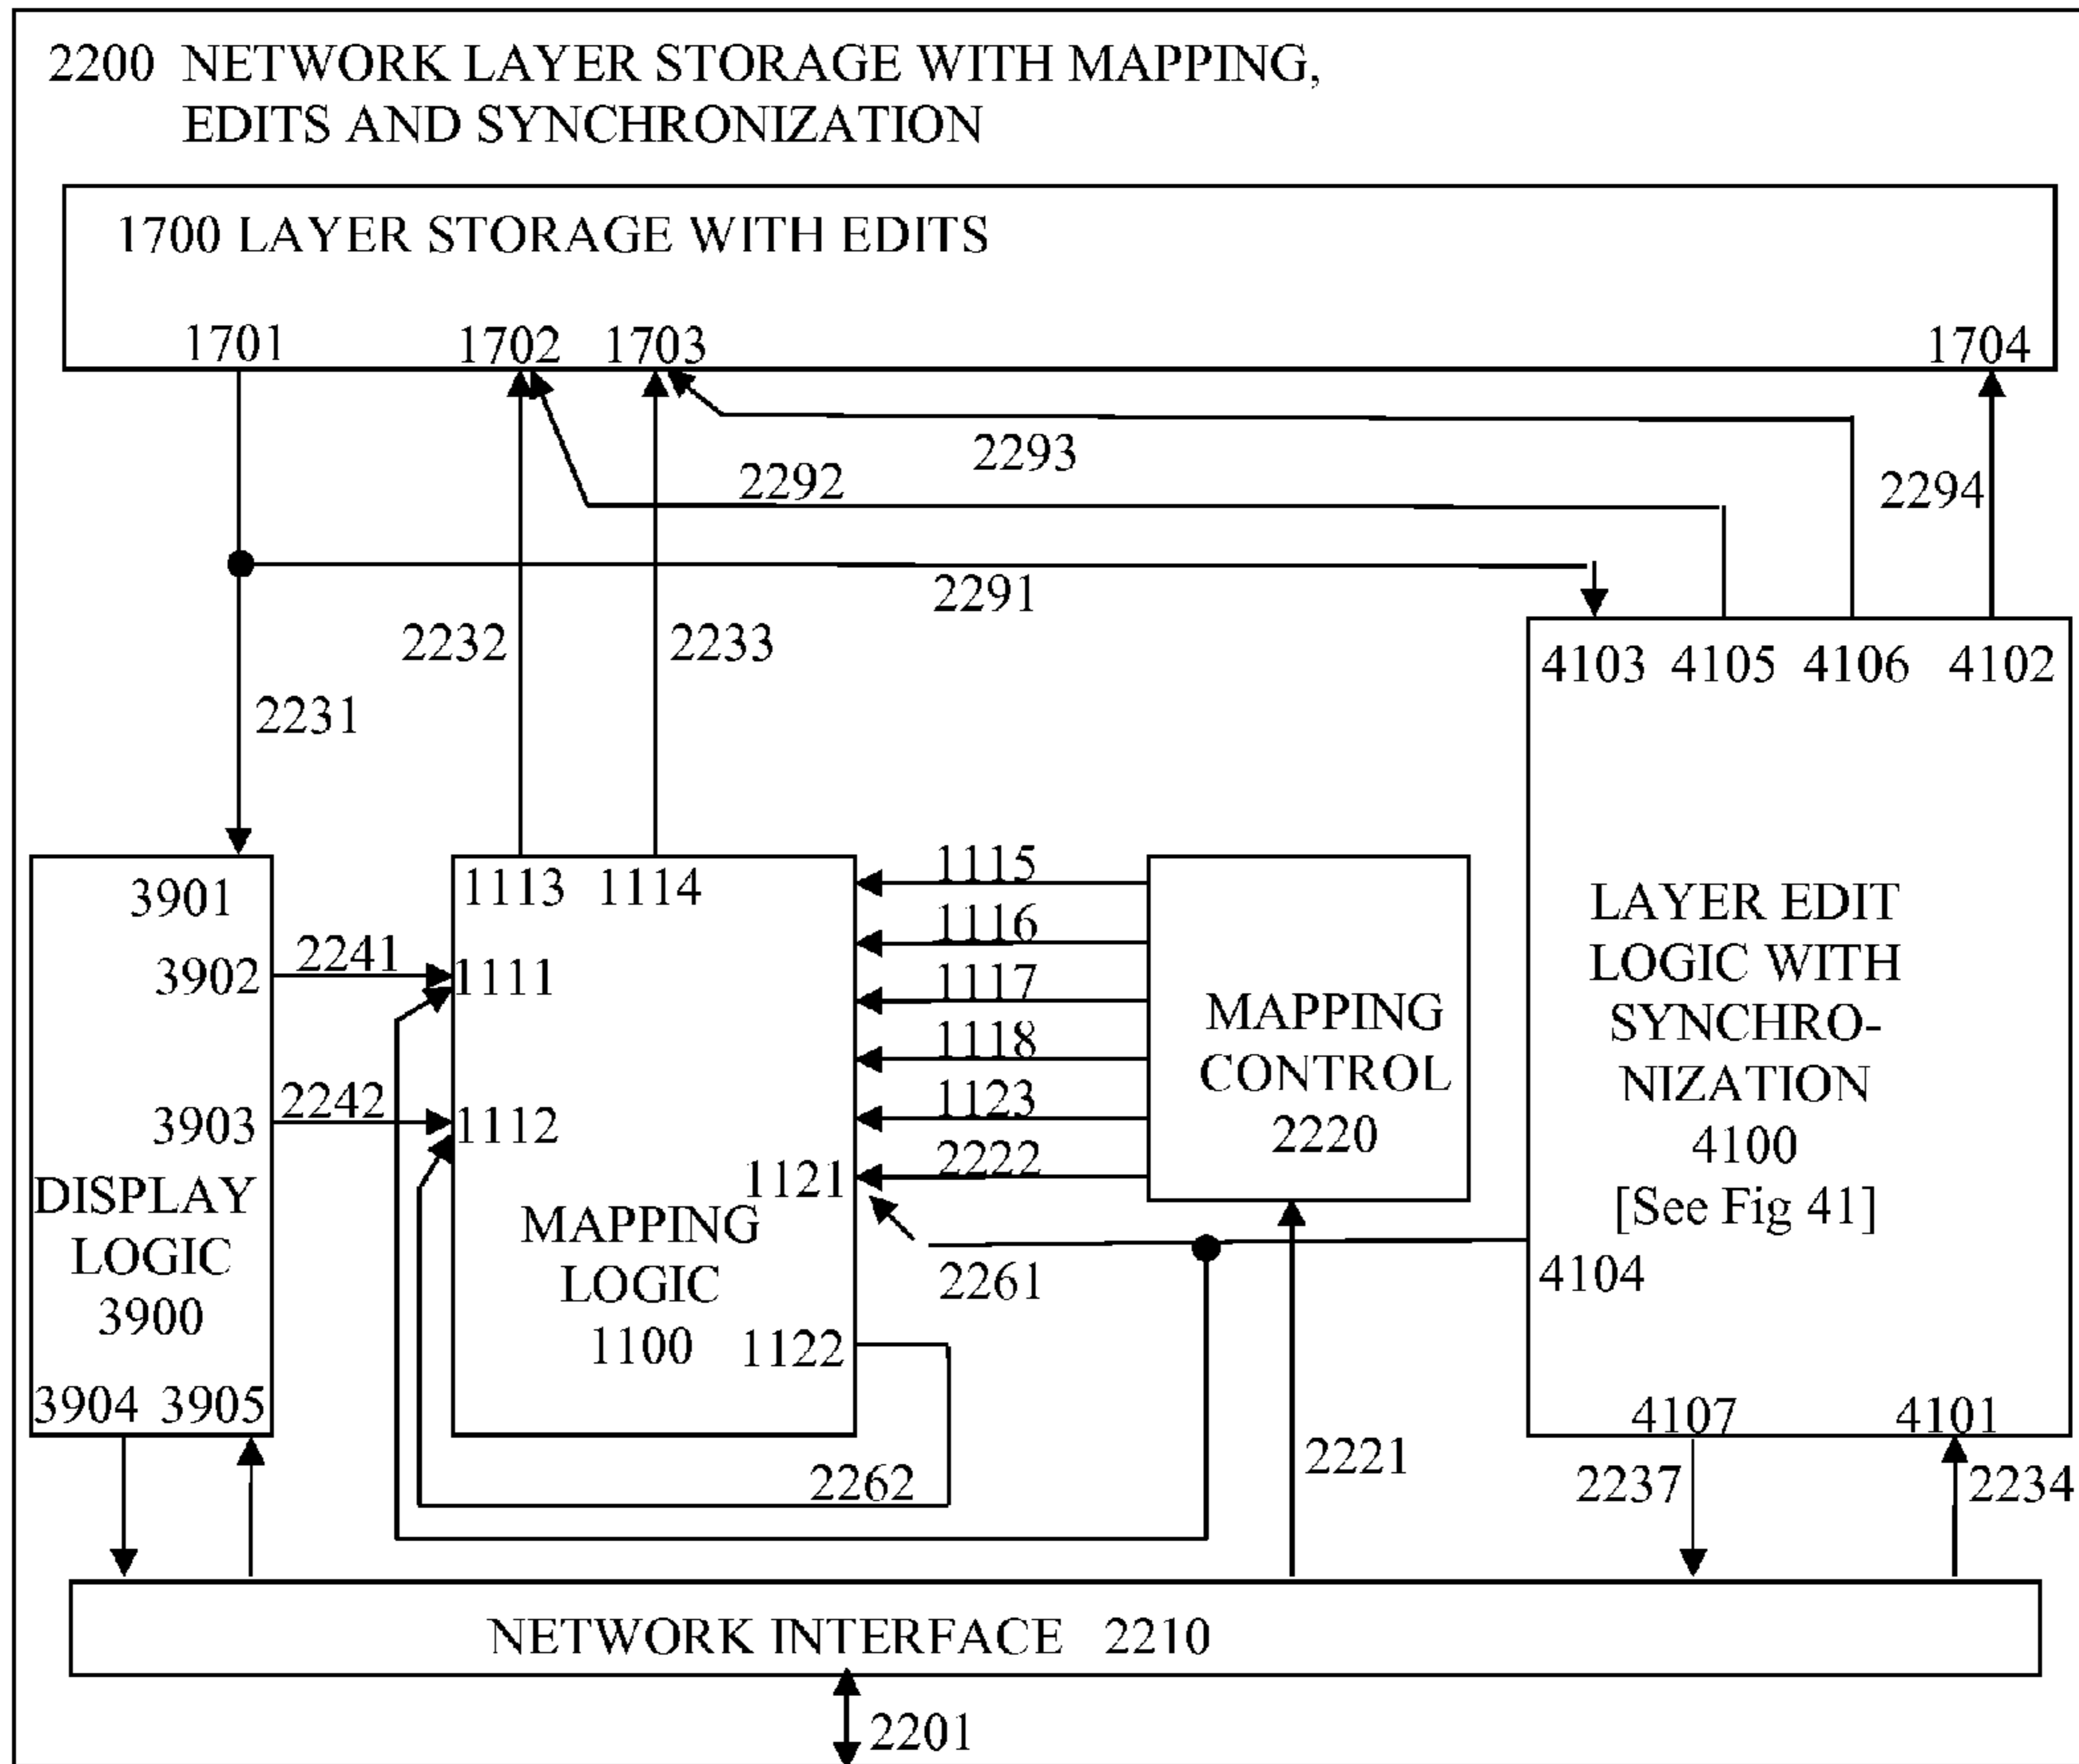 2200 NETWORK LAYER STORAGE WITH MAPPING,
EDITS AND SYNCHRONIZATION
1700 LAYER STORAGE WITH EDITS
1701 1702 1703 1704
2293
2292 2294
2291
2232 2233
4103 4105 4106 4102
2231
1115
3901 1113 1114
1116
LAYER EDIT
LOGIC WITH
SYNCHRO-
NIZATION
4100
[See Fig 41]
2241
3902 1111
1117
MAPPING
CONTROL
2220
1118
1123
2242
3903 1112
2222
1121
DISPLAY
LOGIC
3900
MAPPING
LOGIC
1100
2261
4104
1122
3904 3905
4107 4101
2262
2221
2237 2234
NETWORK INTERFACE 2210
2201